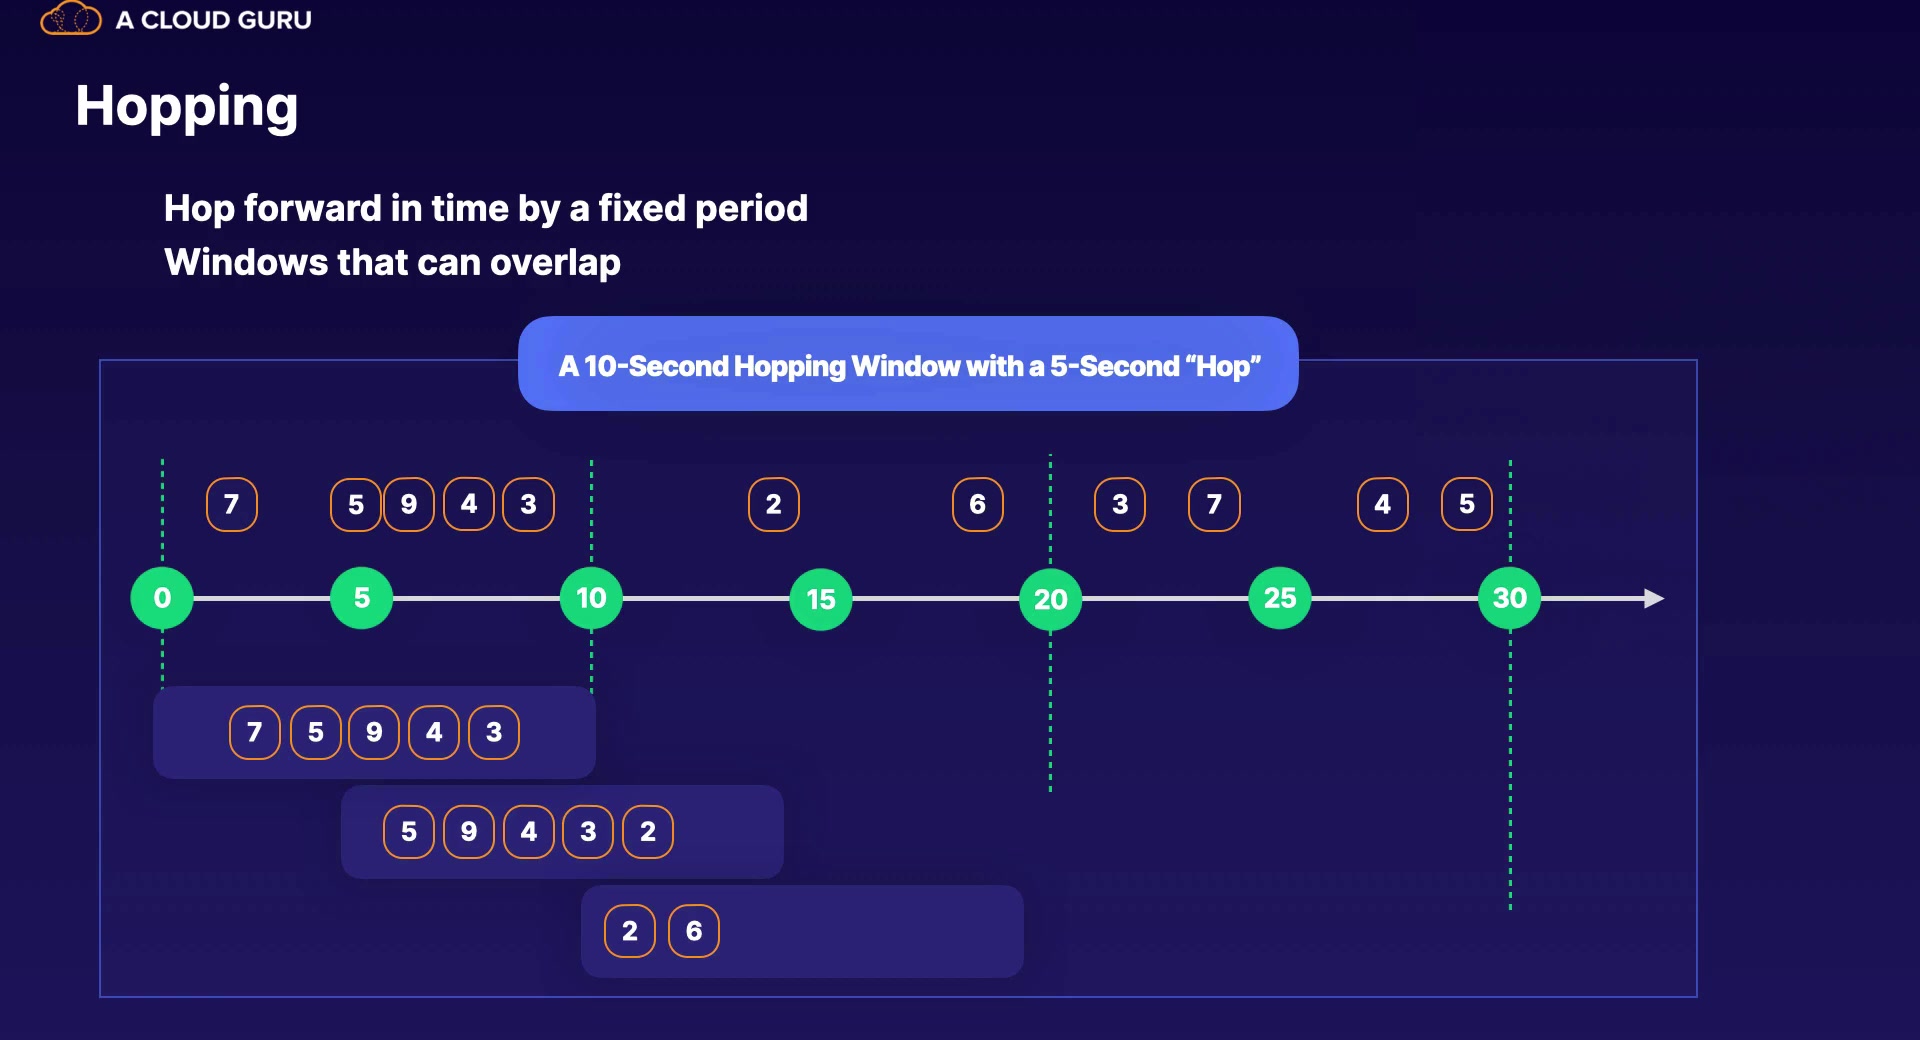 A CLOUD GURU
Hopping
Hop forward in time by a fixed period
Windows that can overlap
A 10-Second Hopping Window with a 5-Second “Hop”
7 5 9 4 3 2 6 3 7 4 5
0 5 10 15 20 25 30
7 5 9 4 3
5 9 4 3 2
2 6